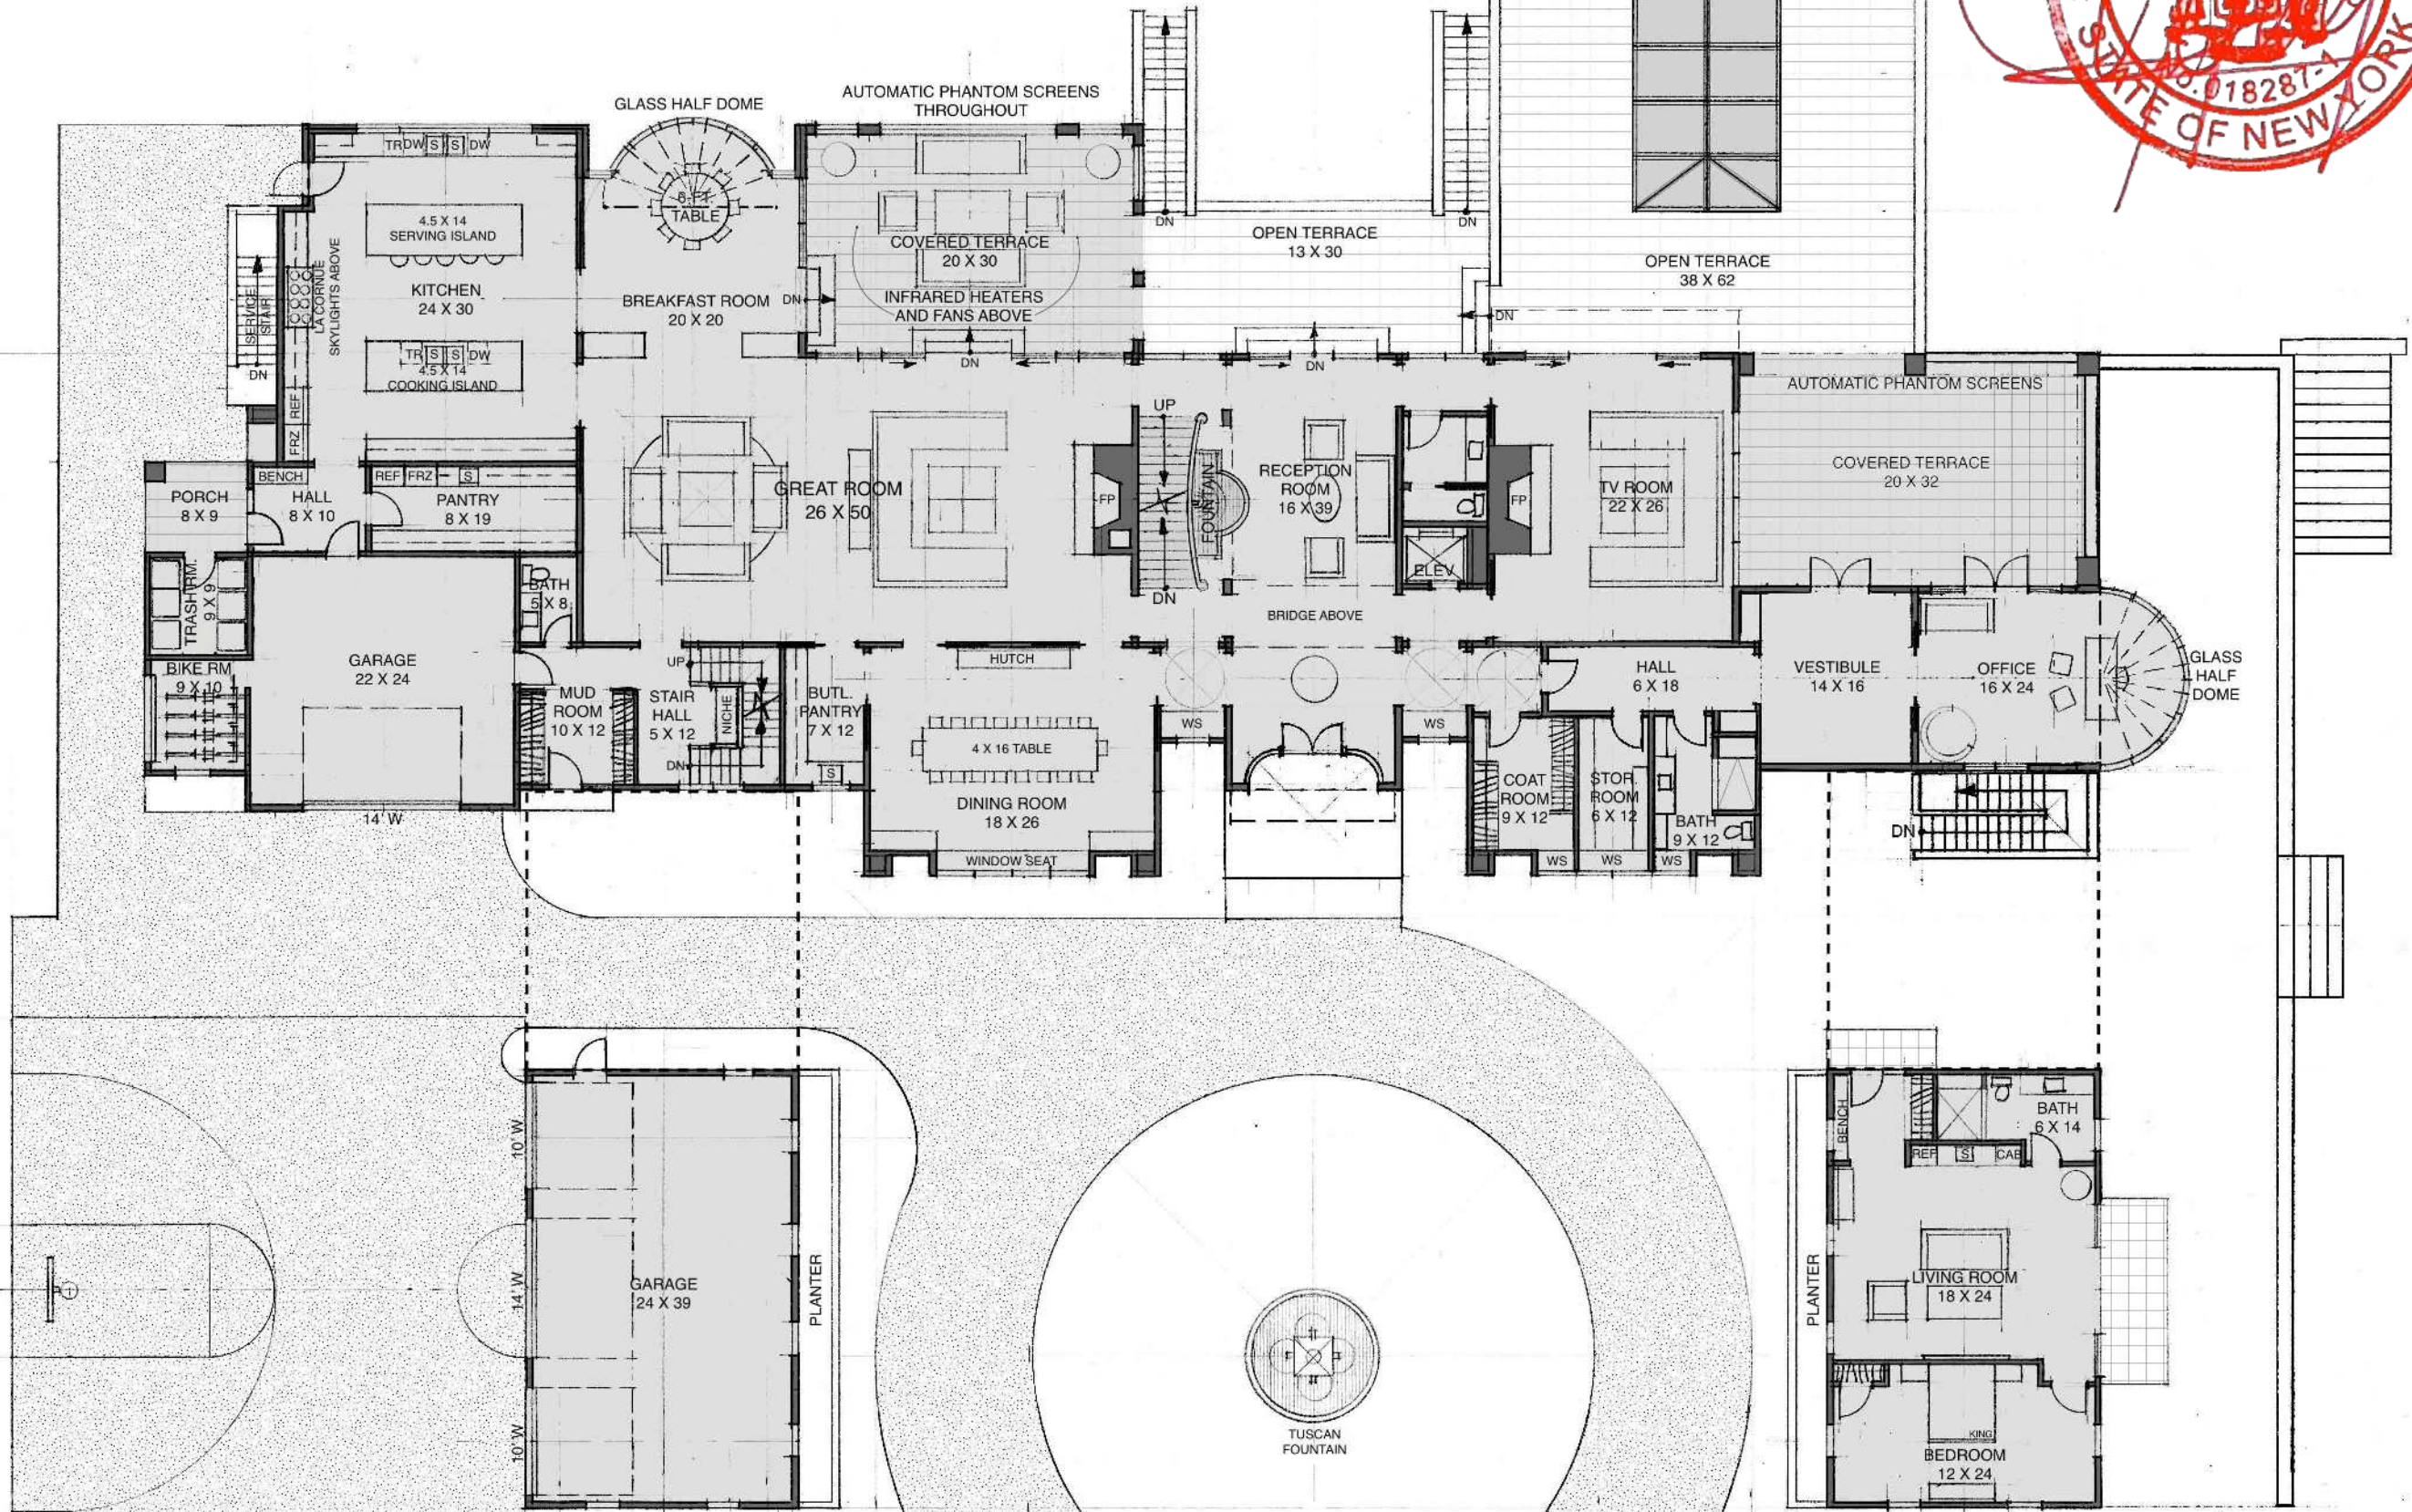 STATE OF NEW YORK
018287-1
GLASS HALF DOME
AUTOMATIC PHANTOM SCREENS
THROUGHOUT
TR DW S S DW
4.5 X 14
SERVING ISLAND
KITCHEN
24 X 30
LA CORNUE
SKYLIGHTS ABOVE
SERVICE
STAIR
DN
TR S S DW
4.5 X 14
COOKING ISLAND
REF
FRZ
TABLE
BREAKFAST ROOM
20 X 20
DN
COVERED TERRACE
20 X 30
INFRARED HEATERS
AND FANS ABOVE
DN
DN
OPEN TERRACE
13 X 30
DN
DN
DN
OPEN TERRACE
38 X 62
AUTOMATIC PHANTOM SCREENS
COVERED TERRACE
20 X 32
PORCH
8 X 9
BENCH
HALL
8 X 10
REF FRZ S
PANTRY
8 X 19
GREAT ROOM
26 X 50
FP
UP
DN
FOUNTAIN
RECEPTION
ROOM
16 X 39
ELEV
FP
TV ROOM
22 X 26
BRIDGE ABOVE
TRASH RM.
9 X 9
BATH
5 X 8
BIKE RM
9 X 10
GARAGE
22 X 24
14' W
MUD
ROOM
10 X 12
UP
STAIR
HALL
5 X 12
NICHE
DN
BUTL.
PANTRY
7 X 12
S
HUTCH
4 X 16 TABLE
DINING ROOM
18 X 26
WINDOW SEAT
WS
WS
HALL
6 X 18
COAT
ROOM
9 X 12
WS
STOR.
ROOM
6 X 12
WS
BATH
9 X 12
WS
VESTIBULE
14 X 16
OFFICE
16 X 24
GLASS
HALF
DOME
DN
10' W
14' W
10' W
GARAGE
24 X 39
PLANTER
TUSCAN
FOUNTAIN
PLANTER
BENCH
BATH
6 X 14
REF S CAB
LIVING ROOM
18 X 24
KING
BEDROOM
12 X 24